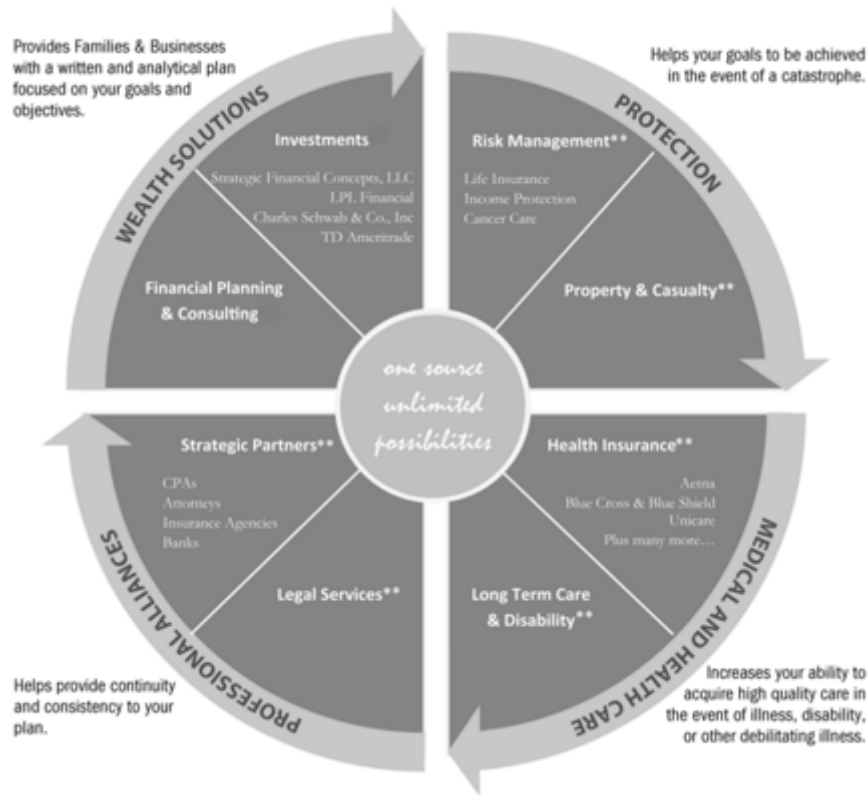 Provides Families & Businesses
with a written and analytical plan
focused on your goals and
objectives.
WEALTH SOLUTIONS
Investments
Strategic Financial Concepts, LLC
LPL Financial
Charles Schwab & Co., Inc
TD Ameritrade
Financial Planning
& Consulting
Helps your goals to be achieved
in the event of a catastrophe.
PROTECTION
Risk Management**
Life Insurance
Income Protection
Cancer Care
Property & Casualty**
one source
unlimited
possibilities
Strategic Partners**
CPAs
Attorneys
Insurance Agencies
Banks
Legal Services**
PROFESSIONAL ALLIANCES
Helps provide continuity
and consistency to your
plan.
Health Insurance**
Aetna
Blue Cross & Blue Shield
Unicare
Plus many more…
Long Term Care
& Disability**
MEDICAL AND HEALTH CARE
Increases your ability to
acquire high quality care in
the event of illness, disability,
or other debilitating illness.